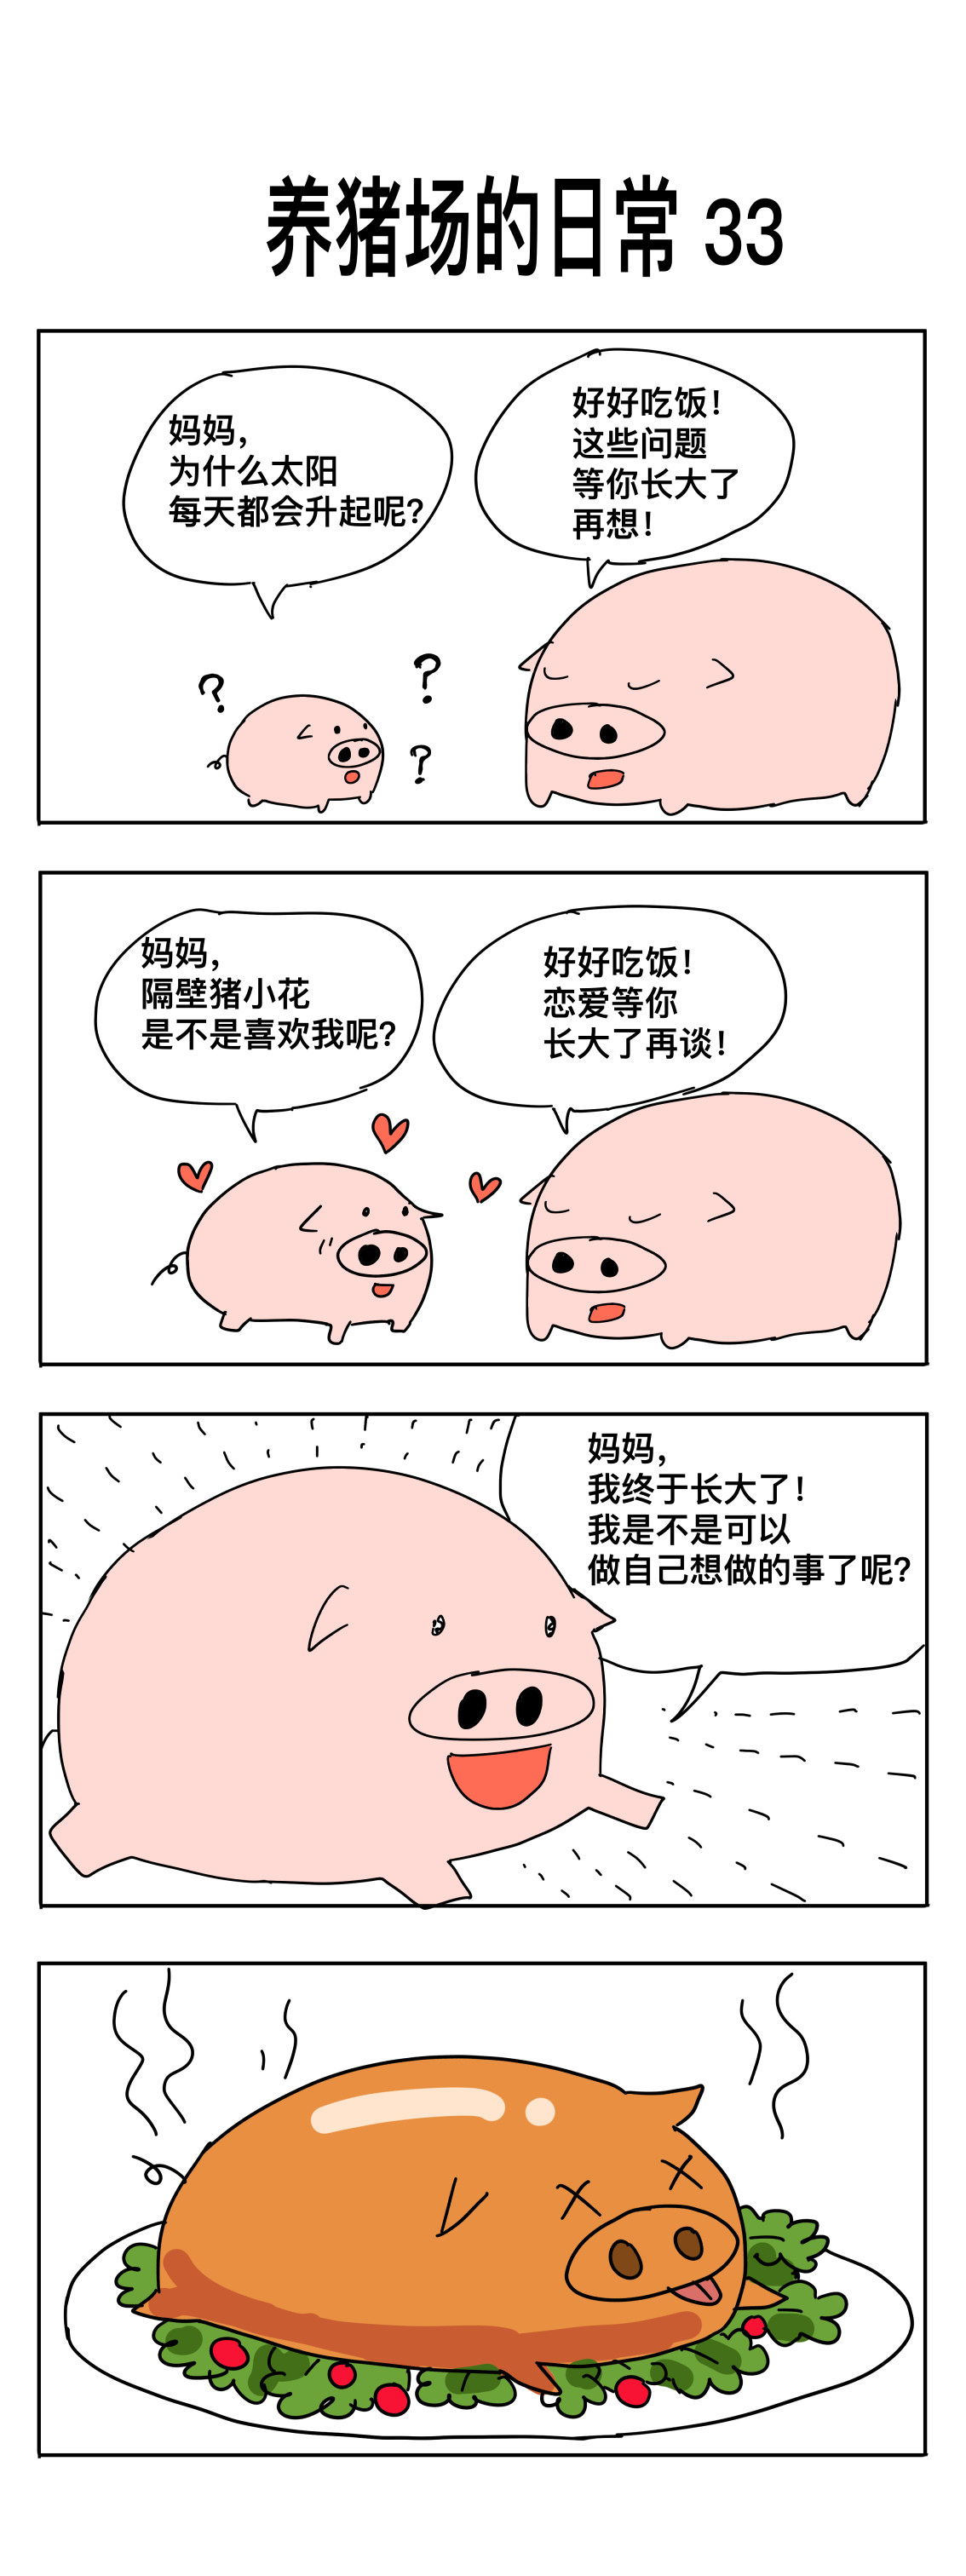 养猪场的日常 33
妈妈，
为什么太阳
每天都会升起呢？
好好吃饭！
这些问题
等你长大了
再想！
?
?
?
妈妈，
隔壁猪小花
是不是喜欢我呢？
好好吃饭！
恋爱等你
长大了再谈！
妈妈，
我终于长大了！
我是不是可以
做自己想做的事了呢？